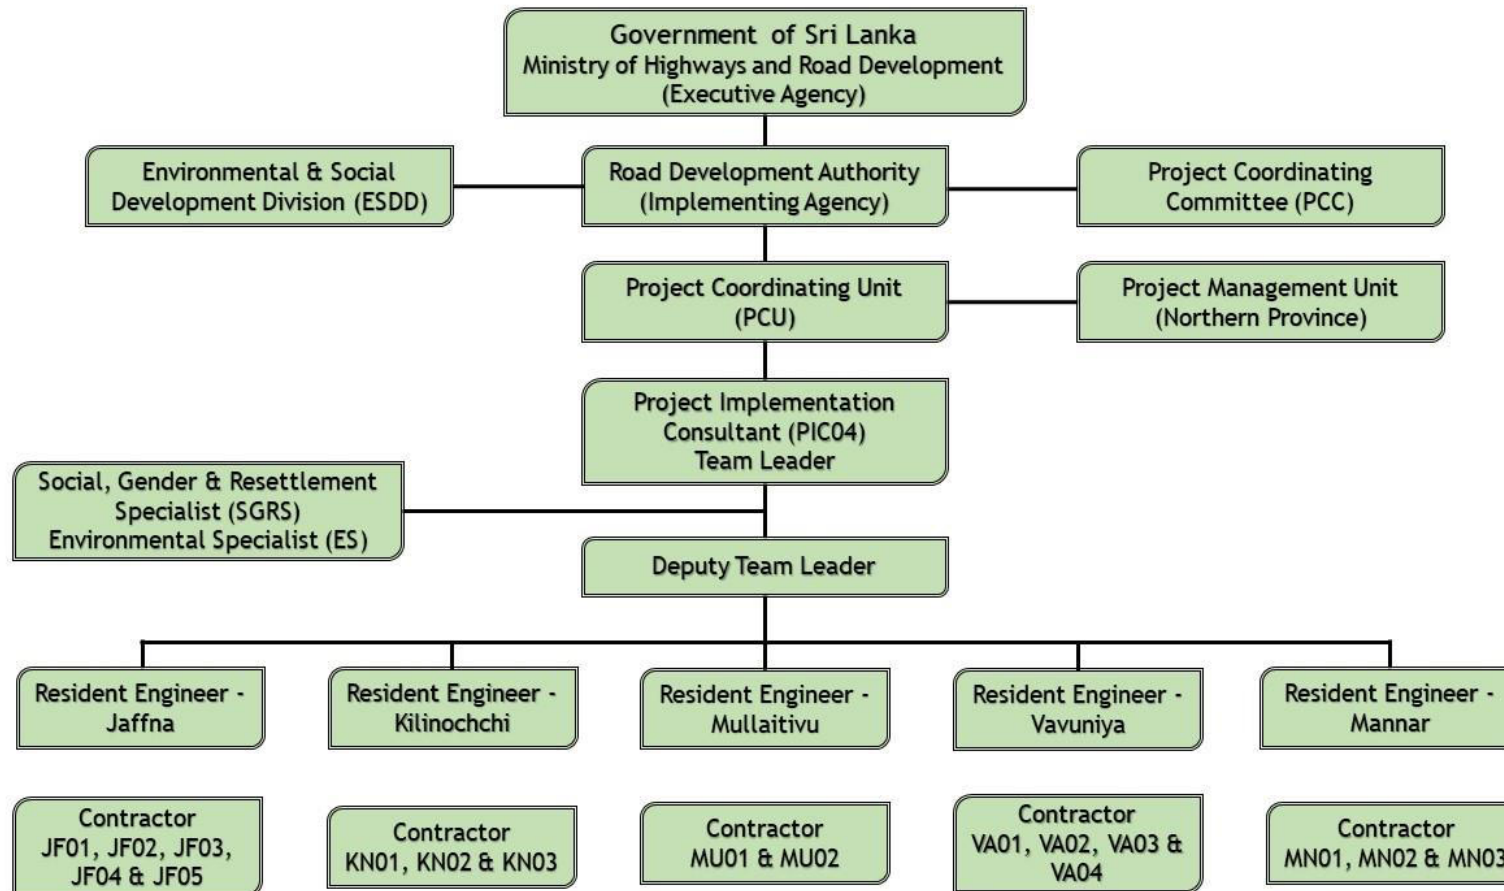 Government of Sri Lanka
Ministry of Highways and Road Development
(Executive Agency)
Environmental & Social
Development Division (ESDD)
Road Development Authority
(Implementing Agency)
Project Coordinating
Committee (PCC)
Project Coordinating Unit
(PCU)
Project Management Unit
(Northern Province)
Project Implementation
Consultant (PIC04)
Team Leader
Social, Gender & Resettlement
Specialist (SGRS)
Environmental Specialist (ES)
Deputy Team Leader
Resident Engineer -
Jaffna
Resident Engineer -
Kilinochchi
Resident Engineer -
Mullaitivu
Resident Engineer -
Vavuniya
Resident Engineer -
Mannar
Contractor
JF01, JF02, JF03,
JF04 & JF05
Contractor
KN01, KN02 & KN03
Contractor
MU01 & MU02
Contractor
VA01, VA02, VA03 &
VA04
Contractor
MN01, MN02 & MN03